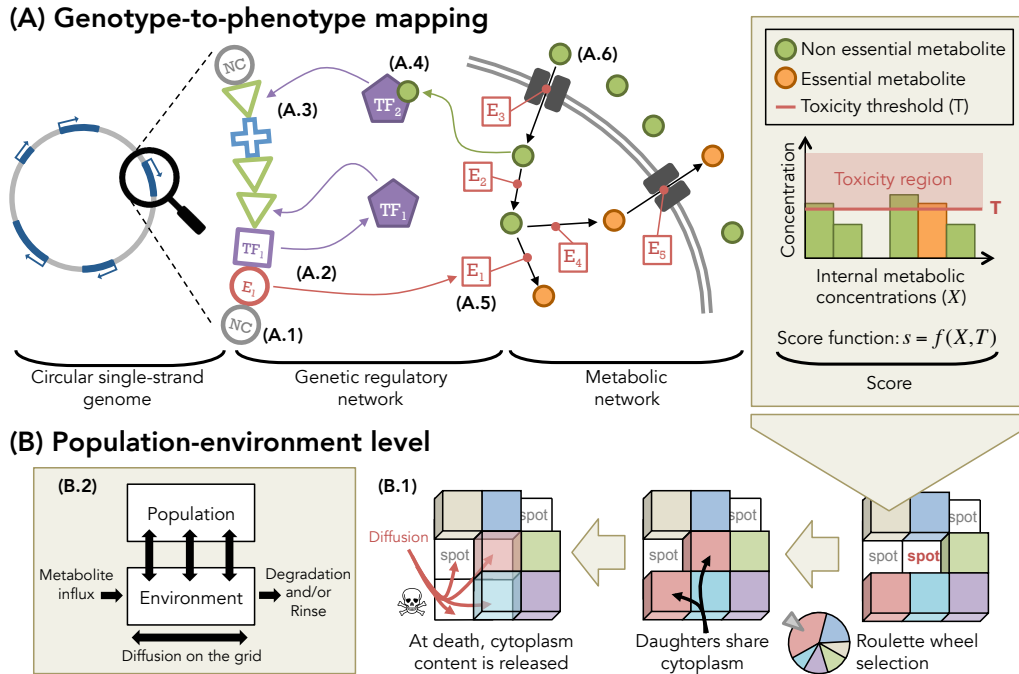 (A) Genotype-to-phenotype mapping
NC
(A.3)
(A.4)
TF2
TF1
TF1
(A.2)
E1
NC
(A.1)
(A.6)
E3
E2
E1
(A.5)
E4
E5
Circular single-strand
genome
Genetic regulatory
network
Metabolic
network
Non essential metabolite
Essential metabolite
Toxicity threshold (T)
Concentration
Toxicity region
T
Internal metabolic
concentrations (X)
Score function: s = f(X,T)
Score
(B) Population-environment level
(B.2)
Population
Metabolite
influx
Environment
Degradation
and/or
Rinse
Diffusion on the grid
(B.1)
Diffusion
spot
spot
At death, cytoplasm
content is released
spot
spot
Daughters share
cytoplasm
spot
spot
spot
Roulette wheel
selection